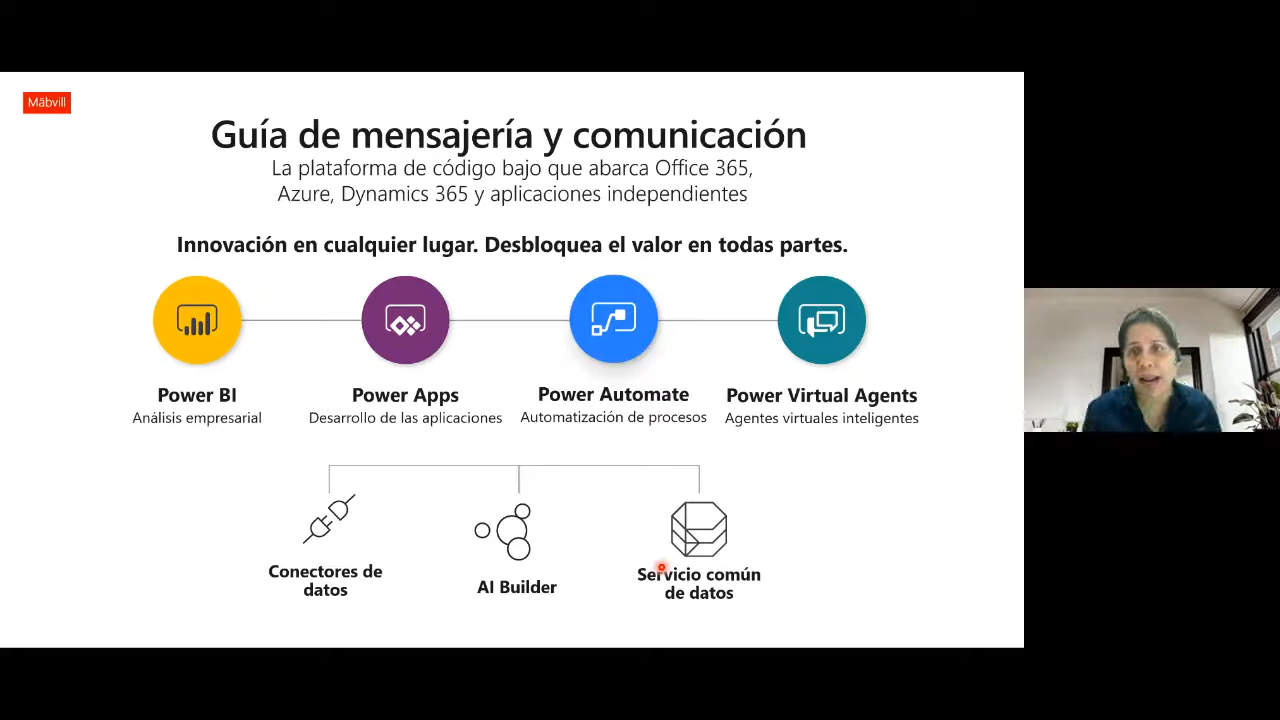 Mäbvill
Guía de mensajería y comunicación
La plataforma de código bajo que abarca Office 365,
Azure, Dynamics 365 y aplicaciones independientes
Innovación en cualquier lugar. Desbloquea el valor en todas partes.
Power BI
Análisis empresarial
Power Apps
Desarrollo de las aplicaciones
Power Automate
Automatización de procesos
Power Virtual Agents
Agentes virtuales inteligentes
Conectores de
datos
AI Builder
Servicio común
de datos